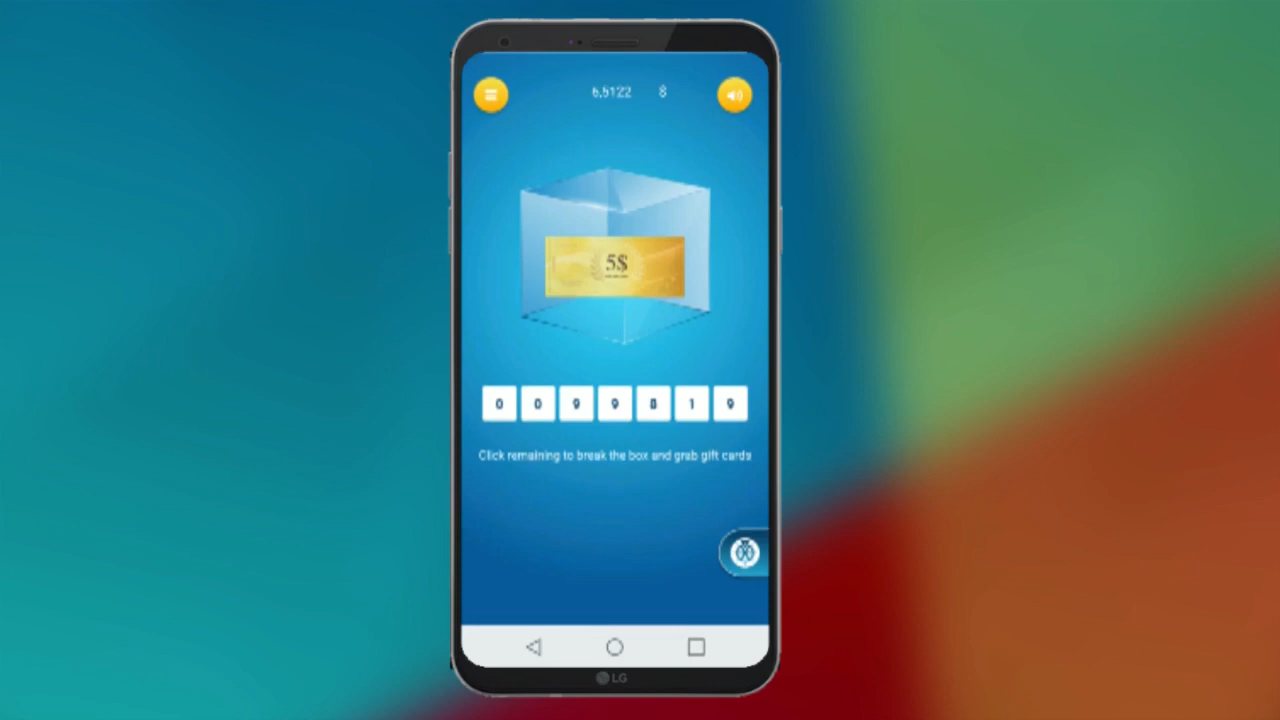 6,5122 $
5$
0 0 9 9 8 1 9
Click remaining to break the box and grab gift cards
LG